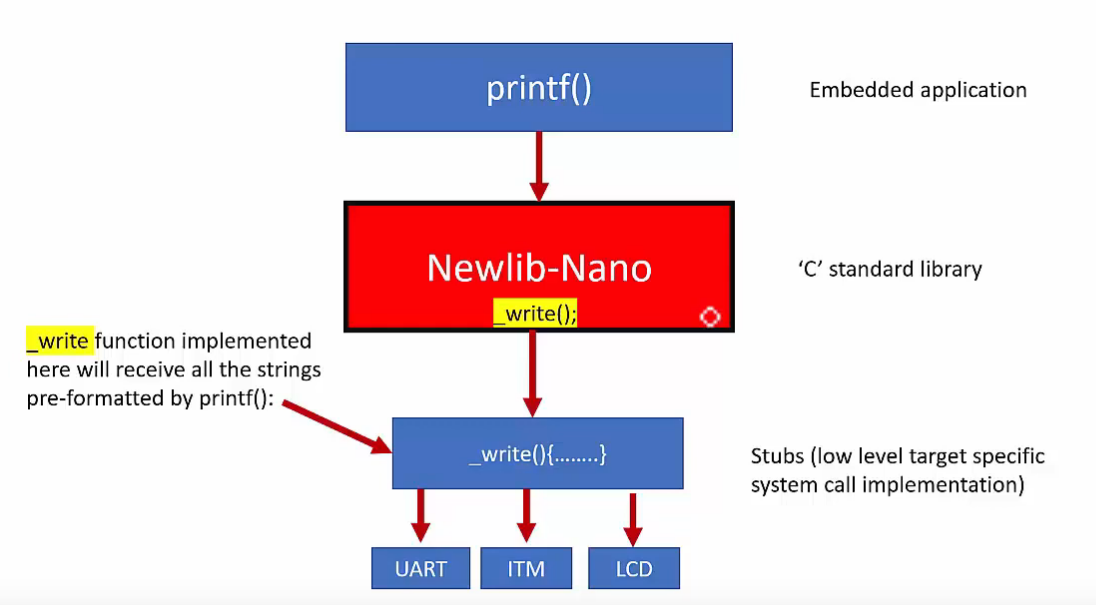 printf()
Embedded application
Newlib-Nano
‘C’ standard library
_write();
_write function implemented
here will receive all the strings
pre-formatted by printf():
_write(){……..}
Stubs (low level target specific
system call implementation)
UART
ITM
LCD